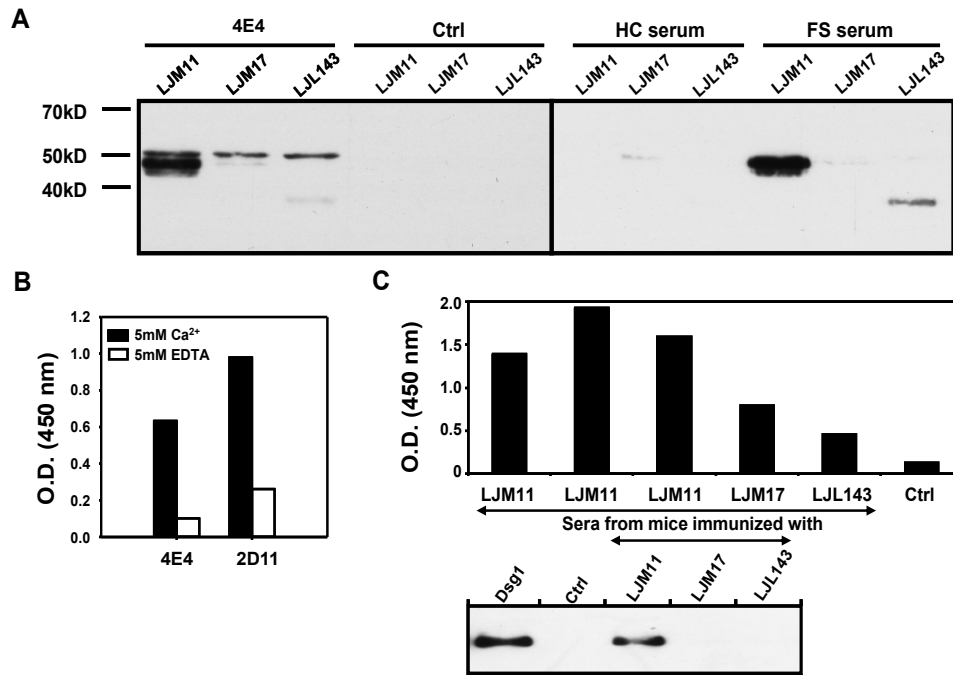 A
4E4 Ctrl HC serum FS serum
LJM11 LJM17 LJL143 LJM11 LJM17 LJL143 LJM11 LJM17 LJL143 LJM11 LJM17 LJL143
70kD
50kD
40kD
B
O.D. (450 nm)
1.2
1.0
0.8
0.6
0.4
0.2
0.0
5mM Ca²⁺
5mM EDTA
4E4 2D11
C
O.D. (450 nm)
2.0
1.5
1.0
0.5
0
LJM11 LJM11 LJM11 LJM17 LJL143 Ctrl
Sera from mice immunized with
Dsg1 Ctrl LJM11 LJM17 LJL143